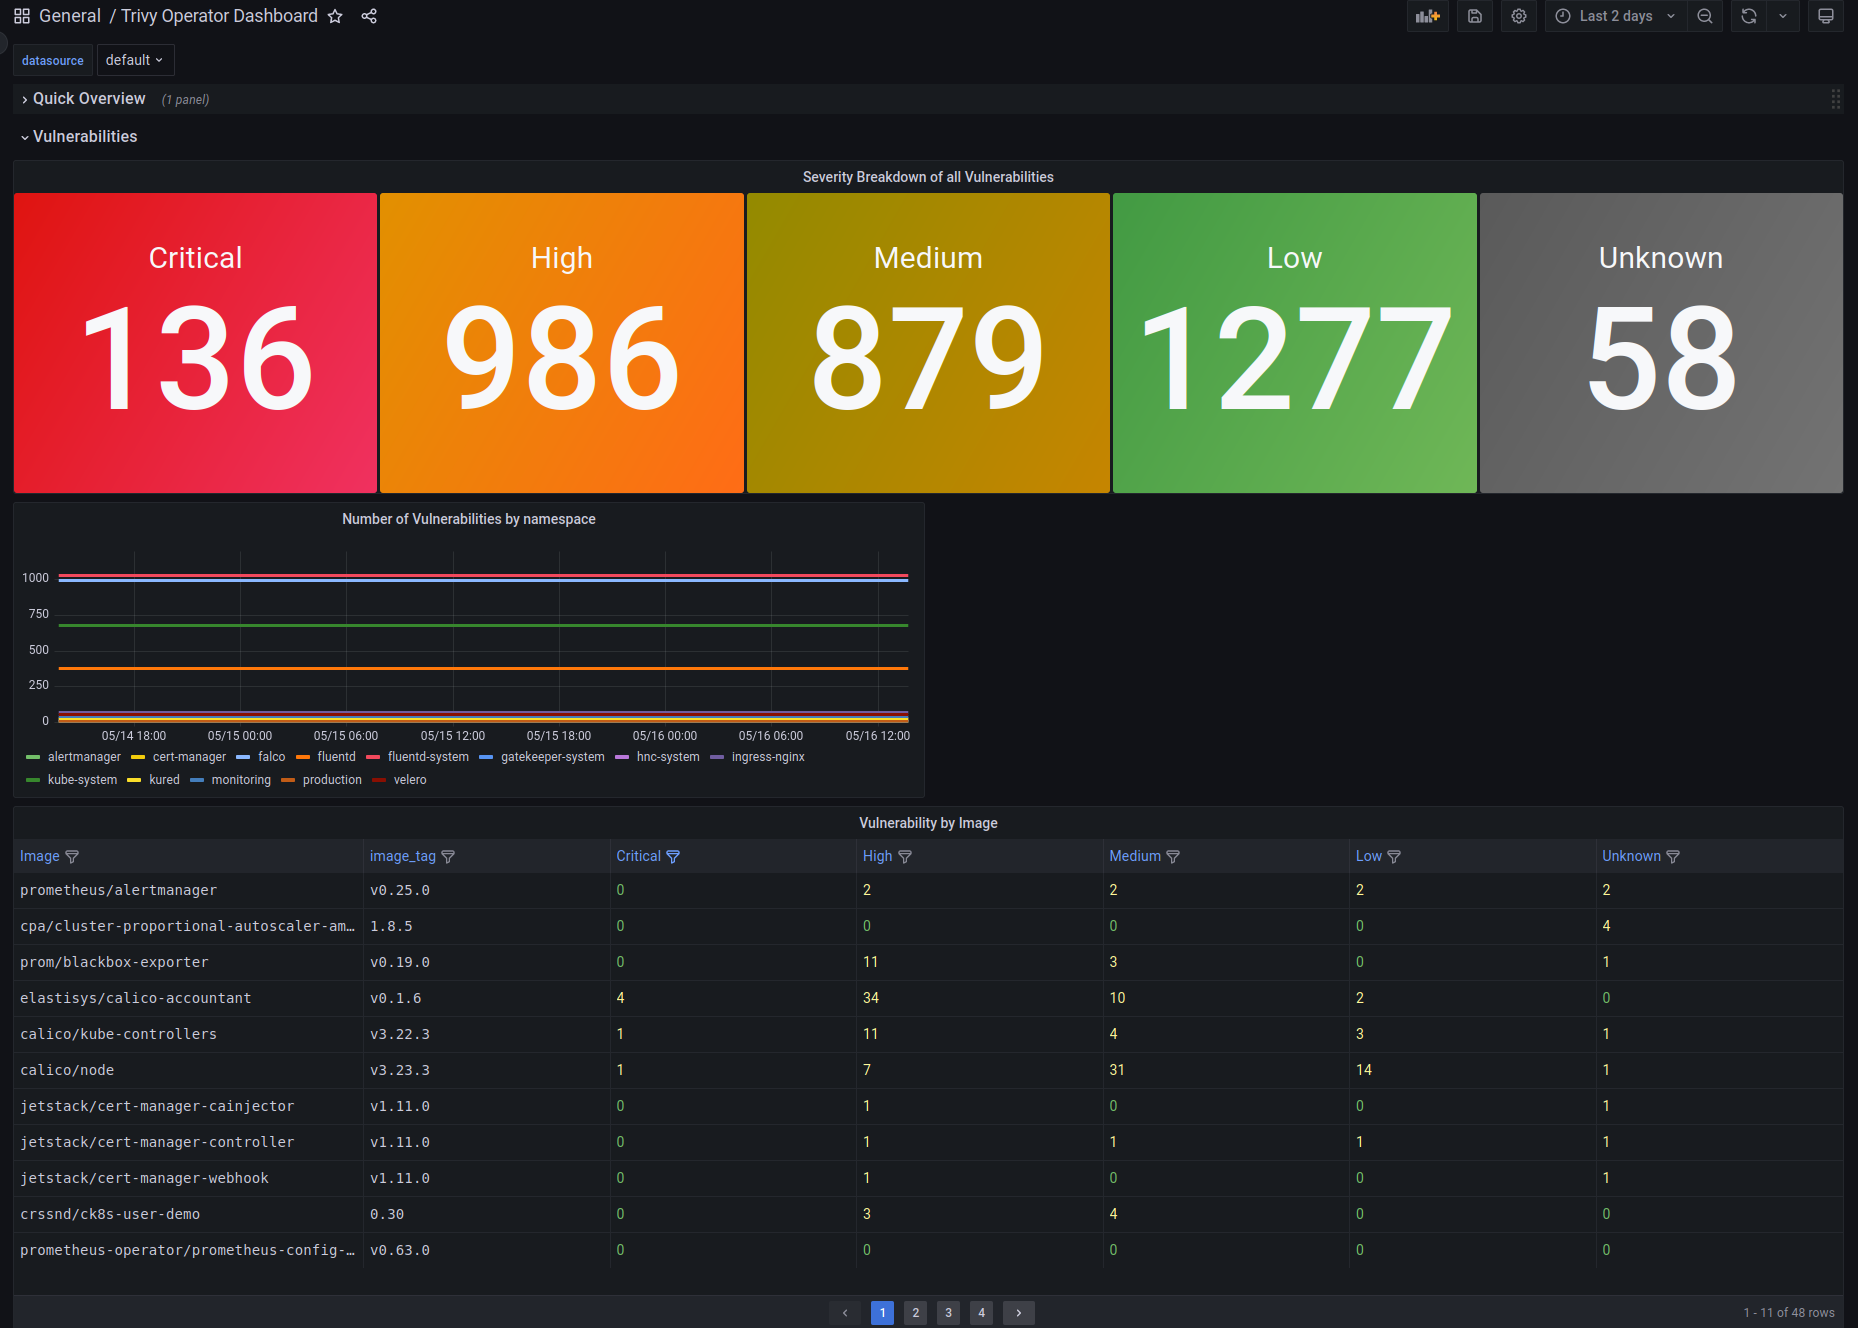 General / Trivy Operator Dashboard
Last 2 days
datasource default
Quick Overview (1 panel)
Vulnerabilities
Severity Breakdown of all Vulnerabilities
Critical High Medium Low Unknown
136 986 879 1277 58
Number of Vulnerabilities by namespace
1000
750
500
250
0
05/14 18:00 05/15 00:00 05/15 06:00 05/15 12:00 05/15 18:00 05/16 00:00 05/16 06:00 05/16 12:00
alertmanager cert-manager falco fluentd fluentd-system gatekeeper-system hnc-system ingress-nginx
kube-system kured monitoring production velero
Vulnerability by Image
Image image_tag Critical High Medium Low Unknown
prometheus/alertmanager v0.25.0 0 2 2 2 2
cpa/cluster-proportional-autoscaler-am… 1.8.5 0 0 0 0 4
prom/blackbox-exporter v0.19.0 0 11 3 0 1
elastisys/calico-accountant v0.1.6 4 34 10 2 0
calico/kube-controllers v3.22.3 1 11 4 3 1
calico/node v3.23.3 1 7 31 14 1
jetstack/cert-manager-cainjector v1.11.0 0 1 0 0 1
jetstack/cert-manager-controller v1.11.0 0 1 1 1 1
jetstack/cert-manager-webhook v1.11.0 0 1 0 0 1
crssnd/ck8s-user-demo 0.30 0 3 4 0 0
prometheus-operator/prometheus-config-… v0.63.0 0 0 0 0 0
1 2 3 4
1 - 11 of 48 rows